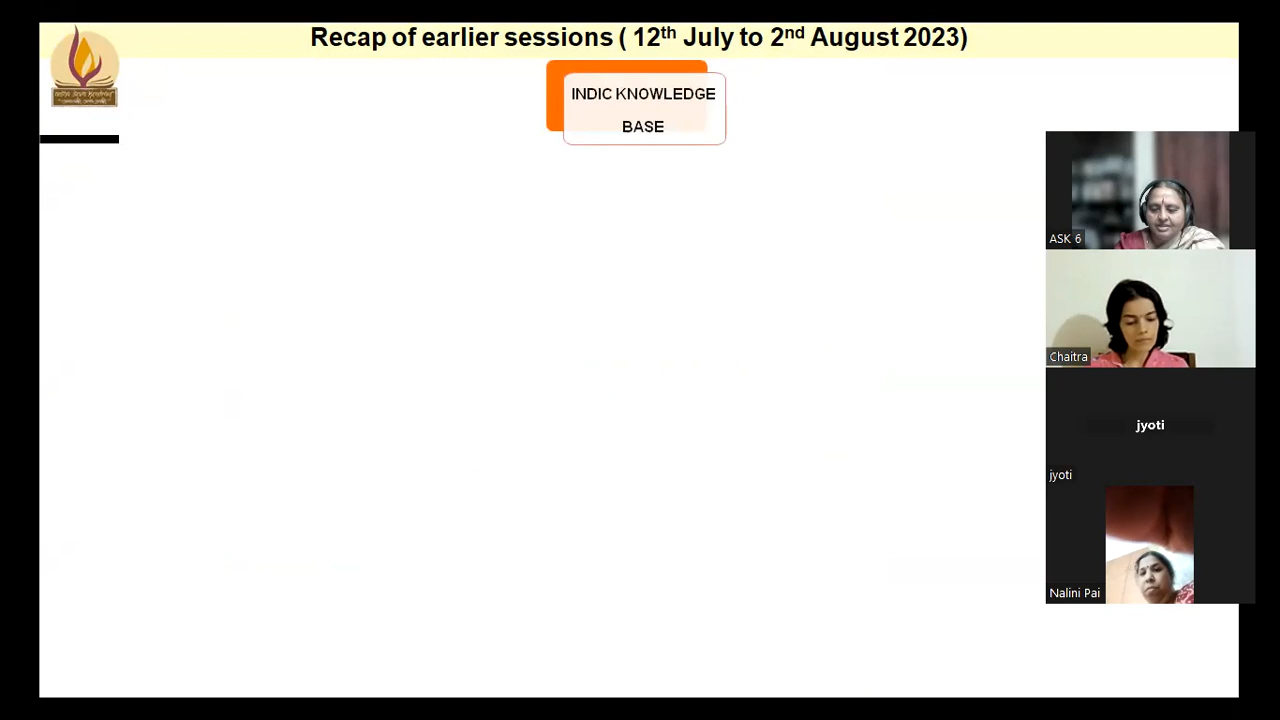 Recap of earlier sessions ( 12th July to 2nd August 2023)
INDIC KNOWLEDGE
BASE
ASK 6
Chaitra
jyoti
jyoti
Nalini Pai